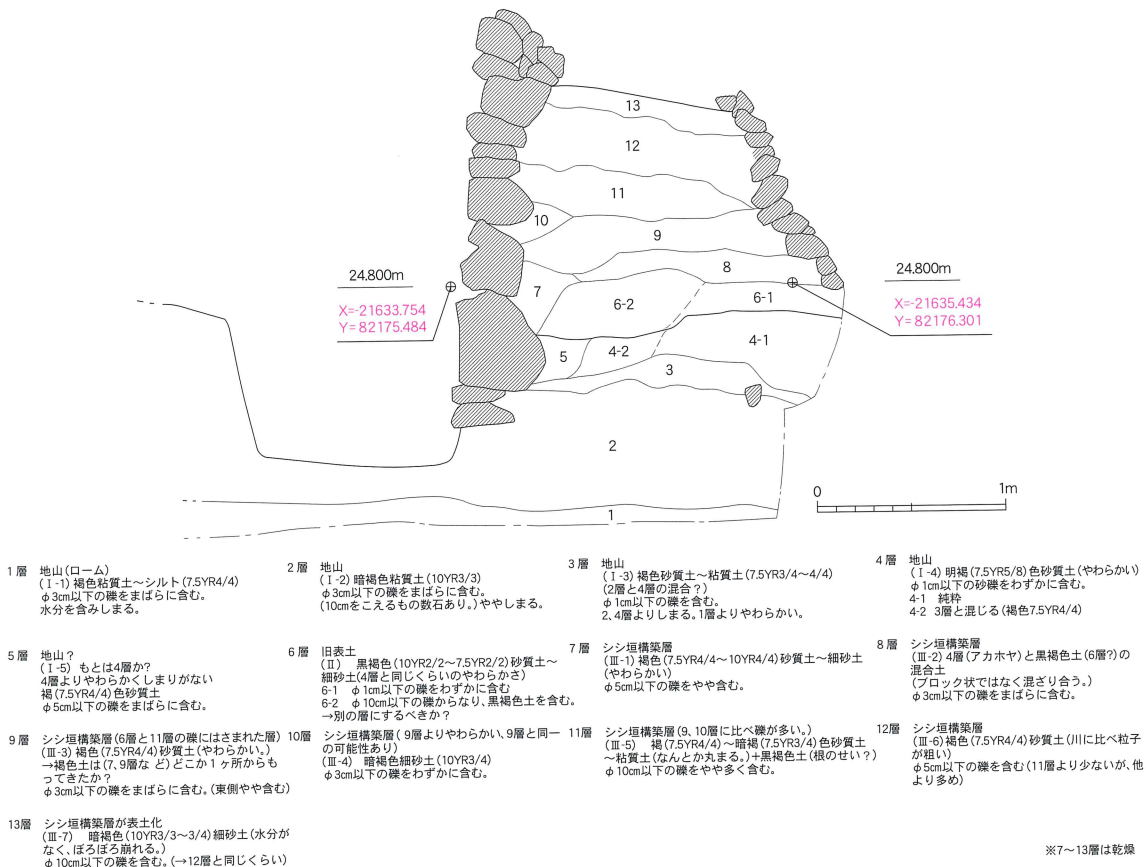 13
12
11
10
9
8
7
6-2
6-1
5
4-2
4-1
3
2
1
24.800m
X=-21633.754
Y=82175.484
24.800m
X=-21635.434
Y=82176.301
0
1m
1層 地山(ローム)
(Ⅰ-1) 褐色粘質土~シルト(7.5YR4/4)
φ3cm以下の礫をまばらに含む。
水分を含みしまる。
2層 地山
(Ⅰ-2) 暗褐色粘質土(10YR3/3)
φ3cm以下の礫をまばらに含む。
(10cmをこえるもの数石あり。)ややしまる。
3層 地山
(Ⅰ-3) 褐色砂質土~粘質土(7.5YR3/4~4/4)
(2層と4層の混合?)
φ1cm以下の礫を含む。
2、4層よりしまる。1層よりやわらかい。
4層 地山
(Ⅰ-4) 明褐(7.5YR5/8)色砂質土(やわらかい)
φ1cm以下の砂礫をわずかに含む。
4-1 純粋
4-2 3層と混じる(褐色7.5YR4/4)
5層 地山?
(Ⅰ-5) もとは4層か?
4層よりやわらかくしまりがない
褐(7.5YR4/4)色砂質土
φ5cm以下の礫をまばらに含む。
6層 旧表土
(Ⅱ) 黒褐色(10YR2/2~7.5YR2/2)砂質土~
細砂土(4層と同じくらいのやわらかさ)
6-1 φ1cm以下の礫をわずかに含む。
6-2 φ10cm以下の礫からなり、黒褐色土を含む。
→別の層にするべきか?
7層 シシ垣構築層
(Ⅲ-1) 褐色(7.5YR4/4~10YR4/4)砂質土~細砂土
(やわらかい)
φ5cm以下の礫をやや含む。
8層 シシ垣構築層
(Ⅲ-2) 4層(アカホヤ)と黒褐色土(6層?)の
混合土
(ブロック状ではなく混ざり合う。)
φ3cm以下の礫をまばらに含む。
9層 シシ垣構築層(6層と11層の礫にはさまれた層)
(Ⅲ-3) 褐色(7.5YR4/4)砂質土(やわらかい。)
→褐色土は(7、9層な ど)どこか1ヶ所からも
ってきたか?
φ3cm以下の礫をまばらに含む。(東側やや含む)
10層 シシ垣構築層( 9層よりやわらかい、9層と同一
の可能性あり)
(Ⅲ-4) 暗褐色細砂土(10YR3/4)
φ3cm以下の礫をわずかに含む。
11層 シシ垣構築層(9、10層に比べ礫が多い。)
(Ⅲ-5) 褐(7.5YR4/4)~暗褐(7.5YR3/4)色砂質土
~粘質土(なんとか丸まる。)+黒褐色土(根のせい?)
φ10cm以下の礫をやや多く含む。
12層 シシ垣構築層
(Ⅲ-6) 褐色(7.5YR4/4)砂質土(川に比べ粒子
が粗い)
φ5cm以下の礫を含む(11層より少ないが、他
より多め)
13層 シシ垣構築層が表土化
(Ⅲ-7) 暗褐色(10YR3/3~3/4)細砂土(水分が
なく、ぼろぼろ崩れる。)
φ10cm以下の礫を含む。(→12層と同じくらい)
※7~13層は乾燥